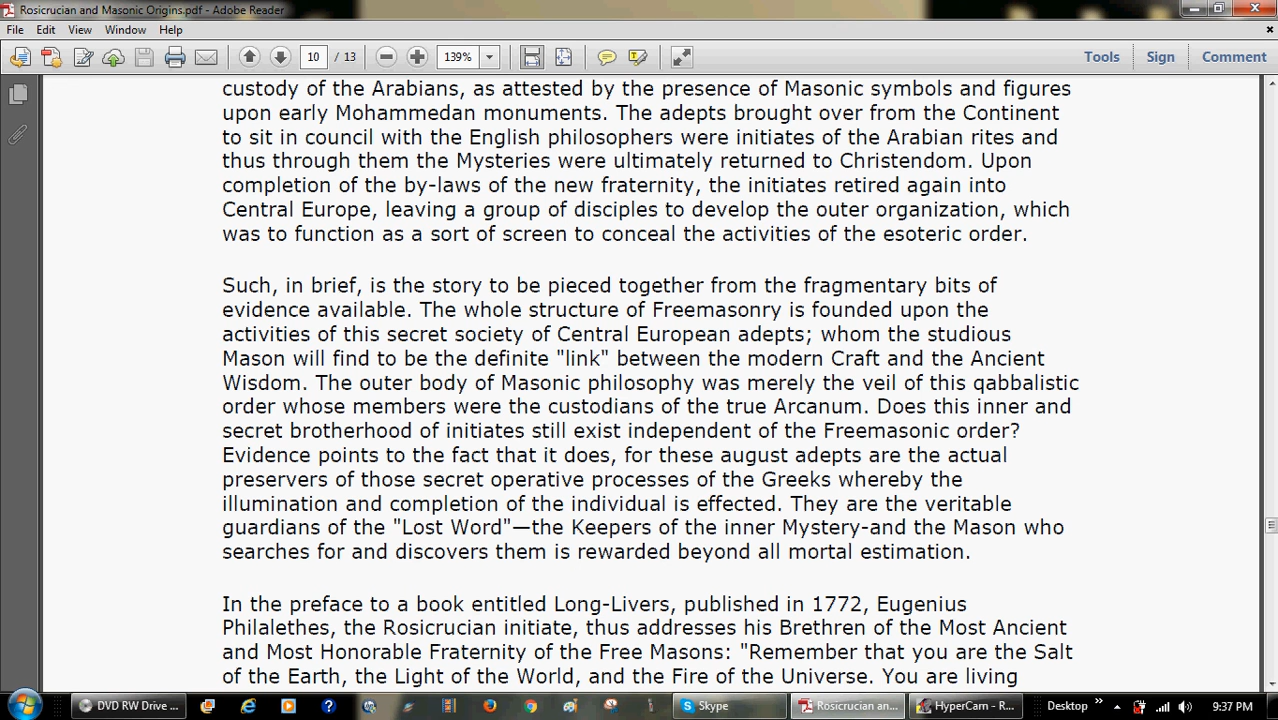 Rosicrucian and Masonic Origins.pdf - Adobe Reader
File Edit View Window Help
10 / 13 139% Tools Sign Comment
custody of the Arabians, as attested by the presence of Masonic symbols and figures
upon early Mohammedan monuments. The adepts brought over from the Continent
to sit in council with the English philosophers were initiates of the Arabian rites and
thus through them the Mysteries were ultimately returned to Christendom. Upon
completion of the by-laws of the new fraternity, the initiates retired again into
Central Europe, leaving a group of disciples to develop the outer organization, which
was to function as a sort of screen to conceal the activities of the esoteric order.
Such, in brief, is the story to be pieced together from the fragmentary bits of
evidence available. The whole structure of Freemasonry is founded upon the
activities of this secret society of Central European adepts; whom the studious
Mason will find to be the definite "link" between the modern Craft and the Ancient
Wisdom. The outer body of Masonic philosophy was merely the veil of this qabbalistic
order whose members were the custodians of the true Arcanum. Does this inner and
secret brotherhood of initiates still exist independent of the Freemasonic order?
Evidence points to the fact that it does, for these august adepts are the actual
preservers of those secret operative processes of the Greeks whereby the
illumination and completion of the individual is effected. They are the veritable
guardians of the "Lost Word"—the Keepers of the inner Mystery-and the Mason who
searches for and discovers them is rewarded beyond all mortal estimation.
In the preface to a book entitled Long-Livers, published in 1772, Eugenius
Philalethes, the Rosicrucian initiate, thus addresses his Brethren of the Most Ancient
and Most Honorable Fraternity of the Free Masons: "Remember that you are the Salt
of the Earth, the Light of the World, and the Fire of the Universe. You are living
DVD RW Drive ... Skype Rosicrucian an... HyperCam - R... Desktop » 9:37 PM